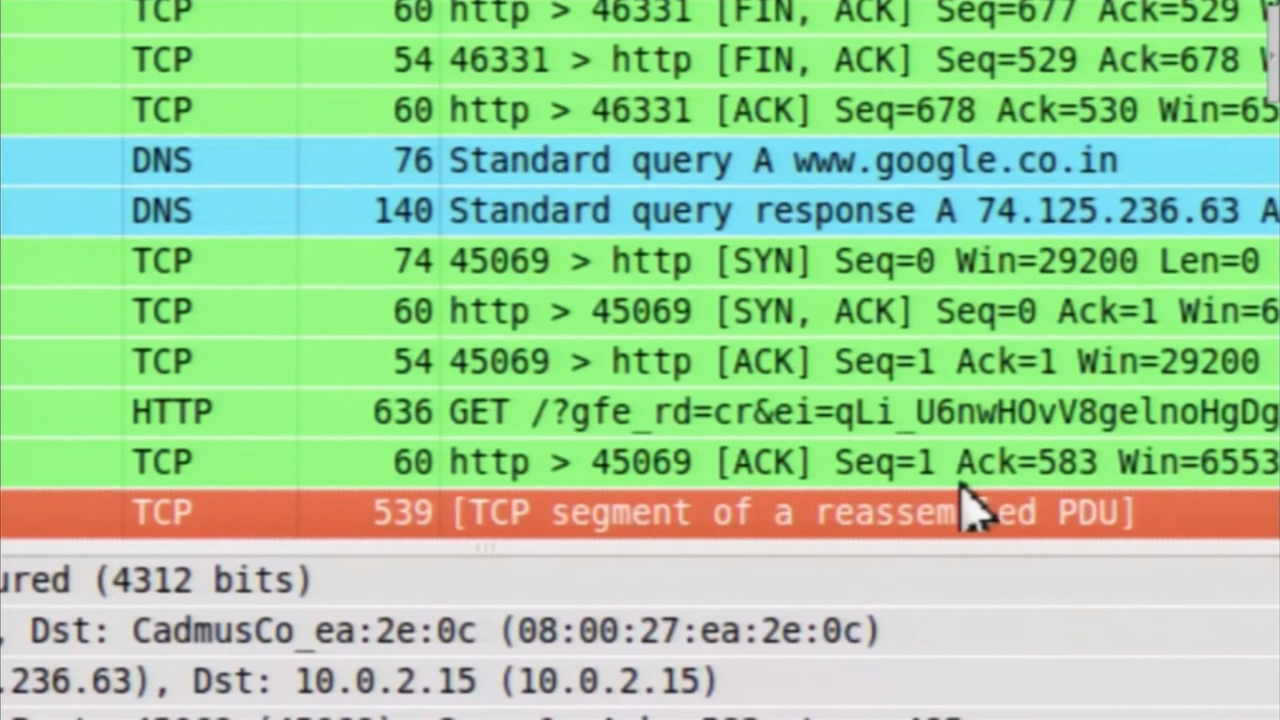 TCP 60 http > 46331 [FIN, ACK] Seq=677 Ack=529
TCP 54 46331 > http [FIN, ACK] Seq=529 Ack=678
TCP 60 http > 46331 [ACK] Seq=678 Ack=530 Win=65
DNS 76 Standard query A www.google.co.in
DNS 140 Standard query response A 74.125.236.63 A
TCP 74 45069 > http [SYN] Seq=0 Win=29200 Len=0
TCP 60 http > 45069 [SYN, ACK] Seq=0 Ack=1 Win=6
TCP 54 45069 > http [ACK] Seq=1 Ack=1 Win=29200
HTTP 636 GET /?gfe_rd=cr&ei=qLi_U6nwHOvV8gelnoHgDg
TCP 60 http > 45069 [ACK] Seq=1 Ack=583 Win=6553
TCP 539 [TCP segment of a reassembled PDU]
ured (4312 bits)
, Dst: CadmusCo_ea:2e:0c (08:00:27:ea:2e:0c)
.236.63), Dst: 10.0.2.15 (10.0.2.15)